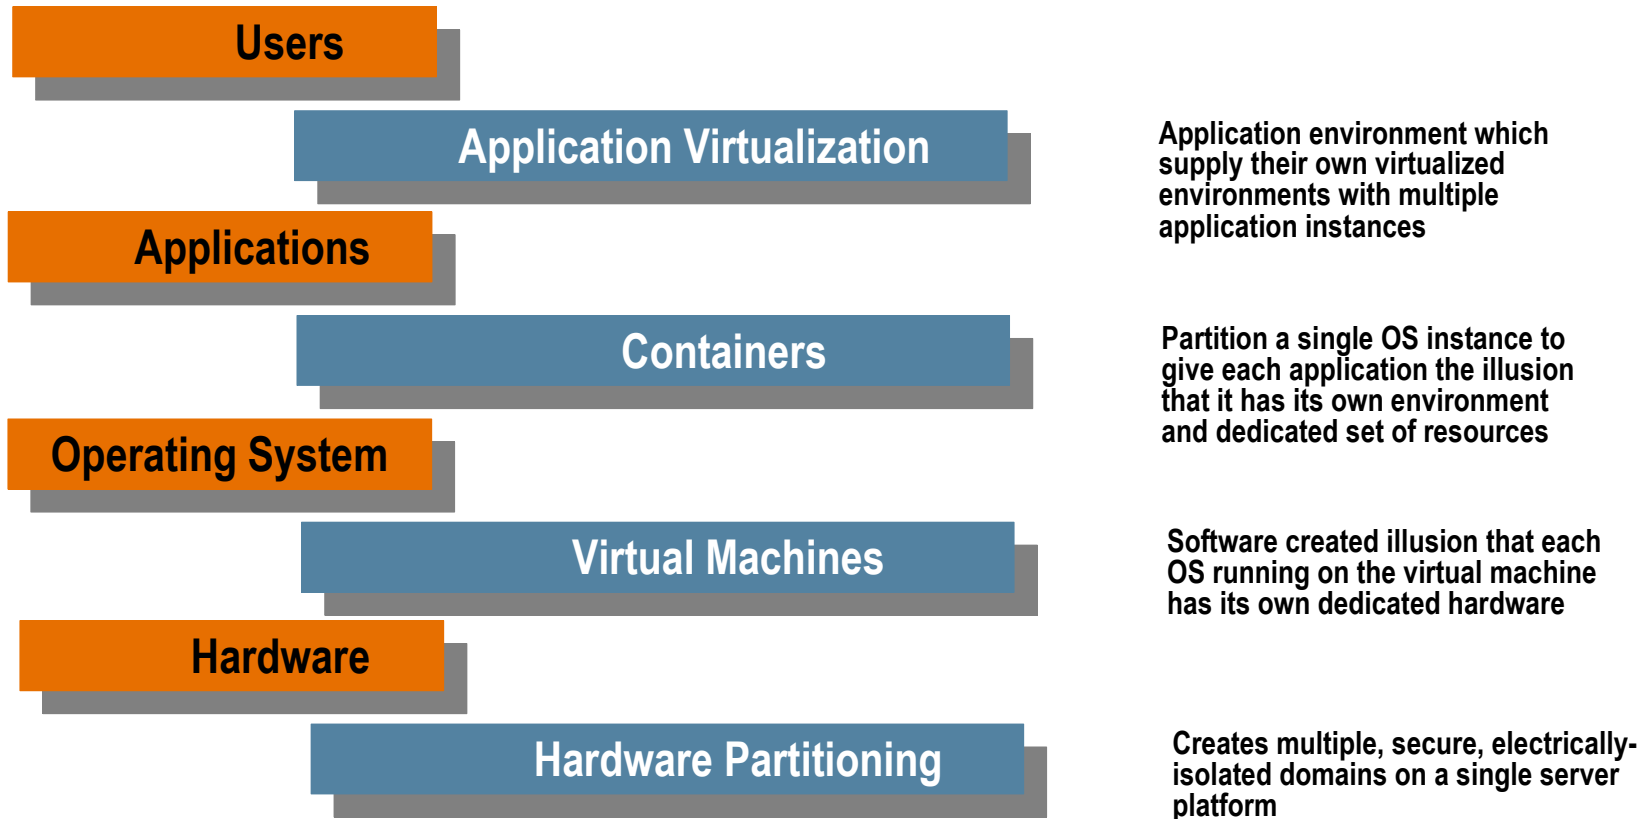 Users
Application Virtualization
Application environment which
supply their own virtualized
environments with multiple
application instances
Applications
Containers
Partition a single OS instance to
give each application the illusion
that it has its own environment
and dedicated set of resources
Operating System
Virtual Machines
Software created illusion that each
OS running on the virtual machine
has its own dedicated hardware
Hardware
Hardware Partitioning
Creates multiple, secure, electrically-
isolated domains on a single server
platform